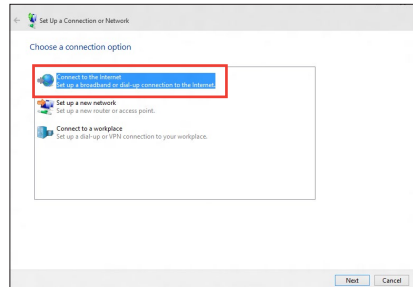 Set Up a Connection or Network
Choose a connection option
Connect to the Internet
Set up a broadband or dial-up connection to the Internet.
Set up a new network
Set up a new router or access point.
Connect to a workplace
Set up a dial-up or VPN connection to your workplace.
Next Cancel